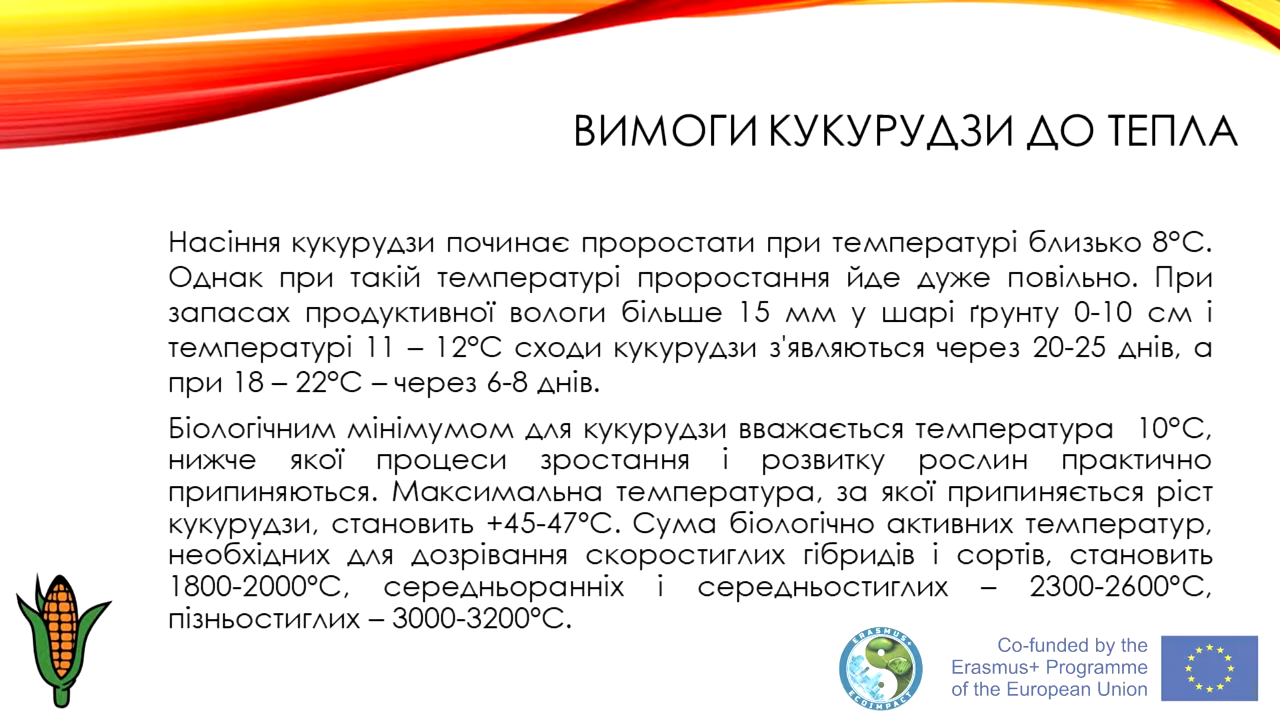 ВИМОГИ КУКУРУДЗИ ДО ТЕПЛА
Насіння кукурудзи починає проростати при температурі близько 8°С.
Однак при такій температурі проростання йде дуже повільно. При
запасах продуктивної вологи більше 15 мм у шарі ґрунту 0-10 см і
температурі 11 – 12°С сходи кукурудзи з'являються через 20-25 днів, а
при 18 – 22°С – через 6-8 днів.
Біологічним мінімумом для кукурудзи вважається температура 10°С,
нижче якої процеси зростання і розвитку рослин практично
припиняються. Максимальна температура, за якої припиняється ріст
кукурудзи, становить +45-47°С. Сума біологічно активних температур,
необхідних для дозрівання скоростиглих гібридів і сортів, становить
1800-2000°С, середньоранніх і середньостиглих – 2300-2600°С,
пізньостиглих – 3000-3200°С.
ERASMUS+
ECOIMPACT
Co-funded by the
Erasmus+ Programme
of the European Union